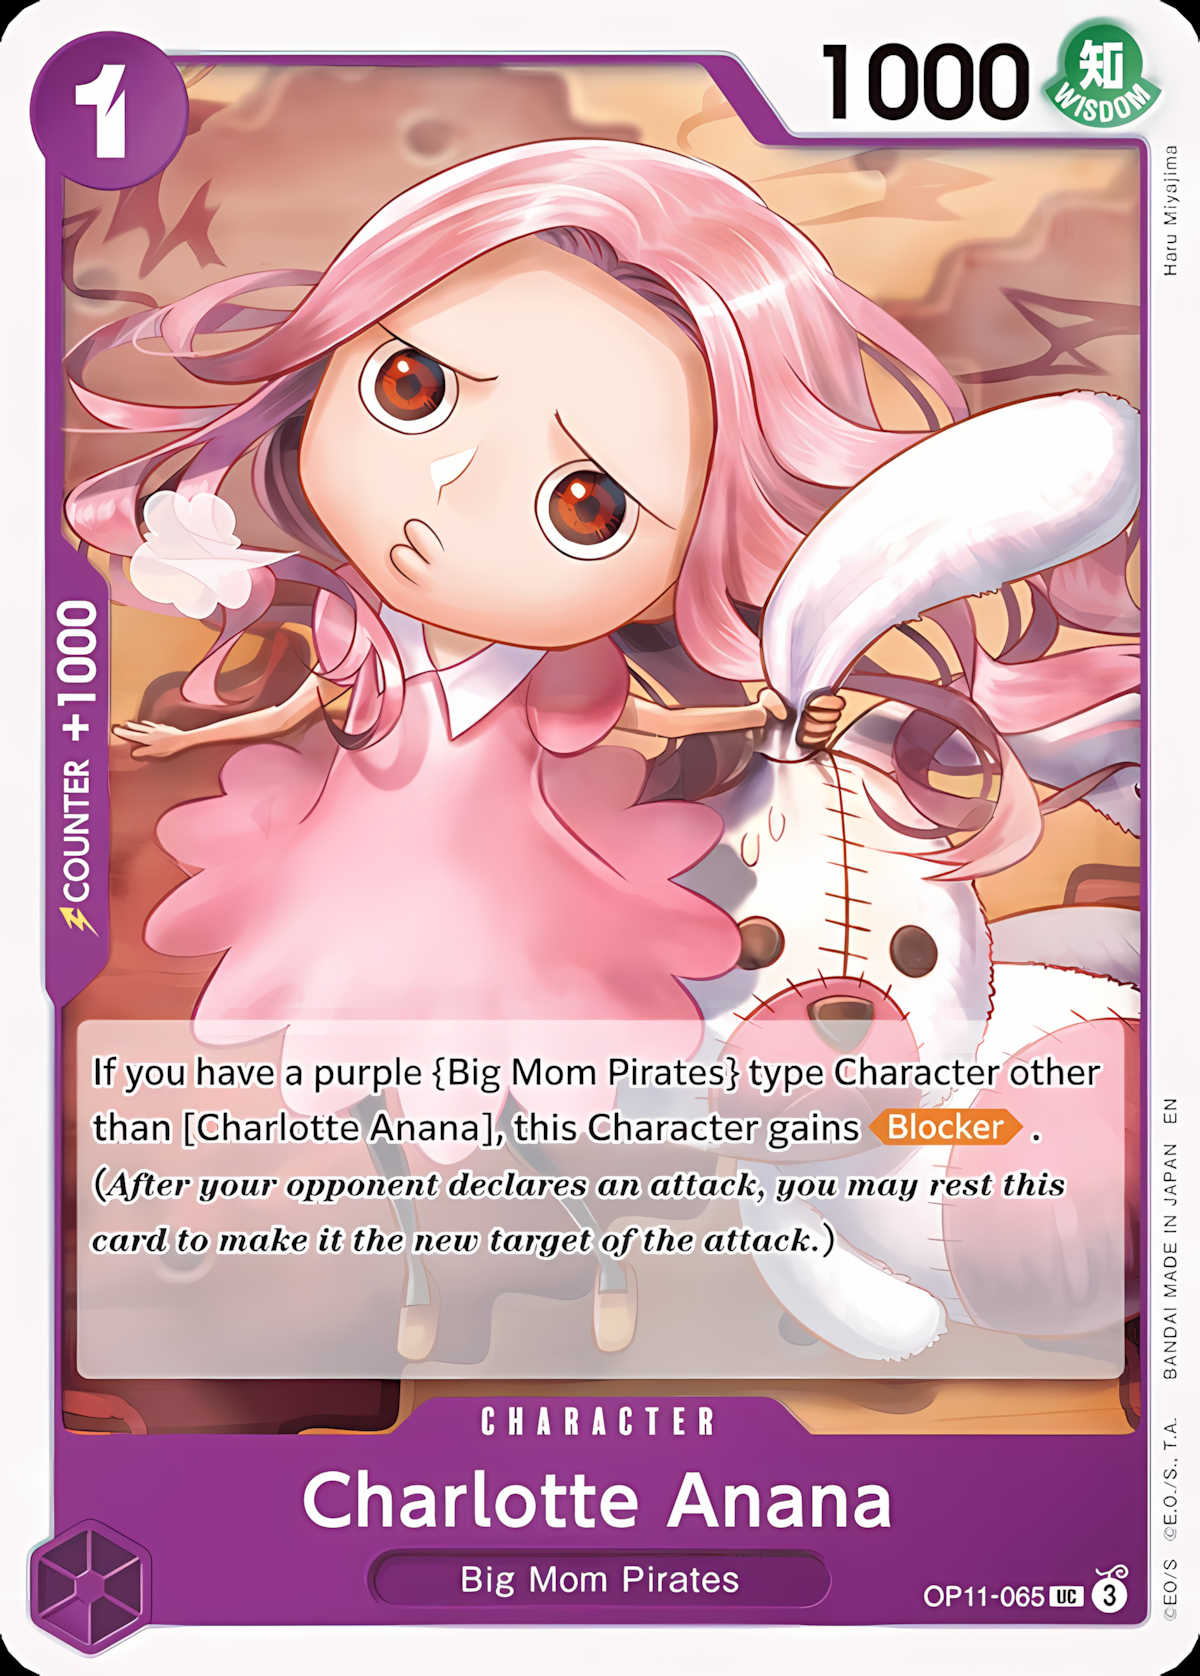 1
1000
知
WISDOM
Haru Miyajima
COUNTER +1000
If you have a purple {Big Mom Pirates} type Character other
than [Charlotte Anana], this Character gains Blocker .
(After your opponent declares an attack, you may rest this
card to make it the new target of the attack.)
CHARACTER
Charlotte Anana
Big Mom Pirates
OP11-065 UC 3
©EO/S ©E.O./S., T.A. BANDAI MADE IN JAPAN EN